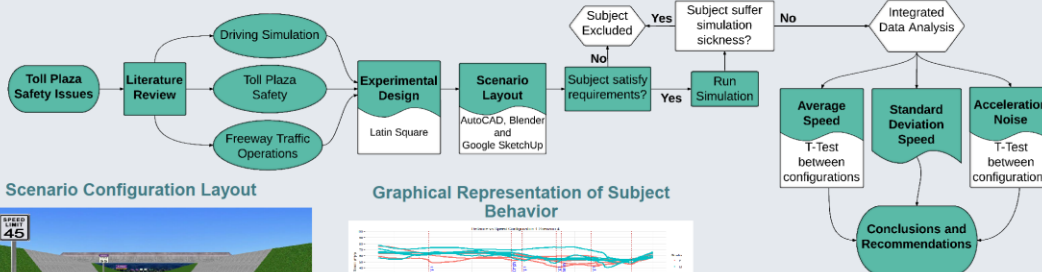 Toll Plaza
Safety Issues
Literature
Review
Driving Simulation
Toll Plaza
Safety
Freeway Traffic
Operations
Experimental
Design
Latin Square
Scenario
Layout
AutoCAD, Blender
and
Google SketchUp
Subject
Excluded
No
Subject satisfy
requirements?
Yes
Yes
Run
Simulation
Subject suffer
simulation
sickness?
No
Integrated
Data Analysis
Average
Speed
T-Test
between
configurations
Standard
Deviation
Speed
Acceleration
Noise
T-Test
between
configuration
Conclusions and
Recommendations
Scenario Configuration Layout
SPEED
LIMIT
45
Graphical Representation of Subject
Behavior